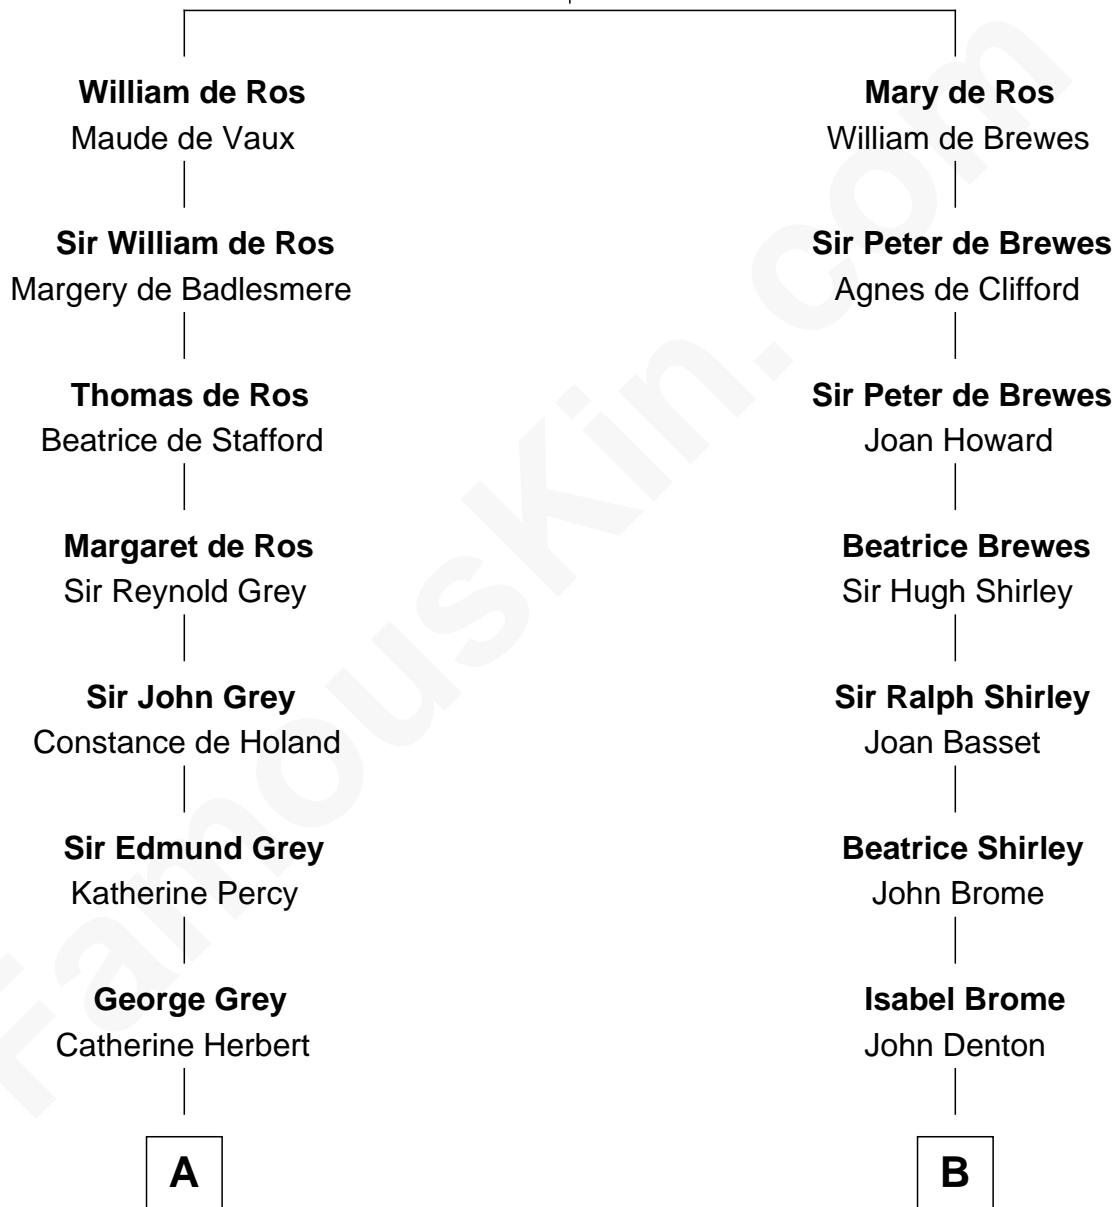 William de Ros
Maude de Vaux
Sir William de Ros
Margery de Badlesmere
Thomas de Ros
Beatrice de Stafford
Margaret de Ros
Sir Reynold Grey
Sir John Grey
Constance de Holand
Sir Edmund Grey
Katherine Percy
George Grey
Catherine Herbert
A
Mary de Ros
William de Brewes
Sir Peter de Brewes
Agnes de Clifford
Sir Peter de Brewes
Joan Howard
Beatrice Brewes
Sir Hugh Shirley
Sir Ralph Shirley
Joan Basset
Beatrice Shirley
John Brome
Isabel Brome
John Denton
B
FamousKin.com